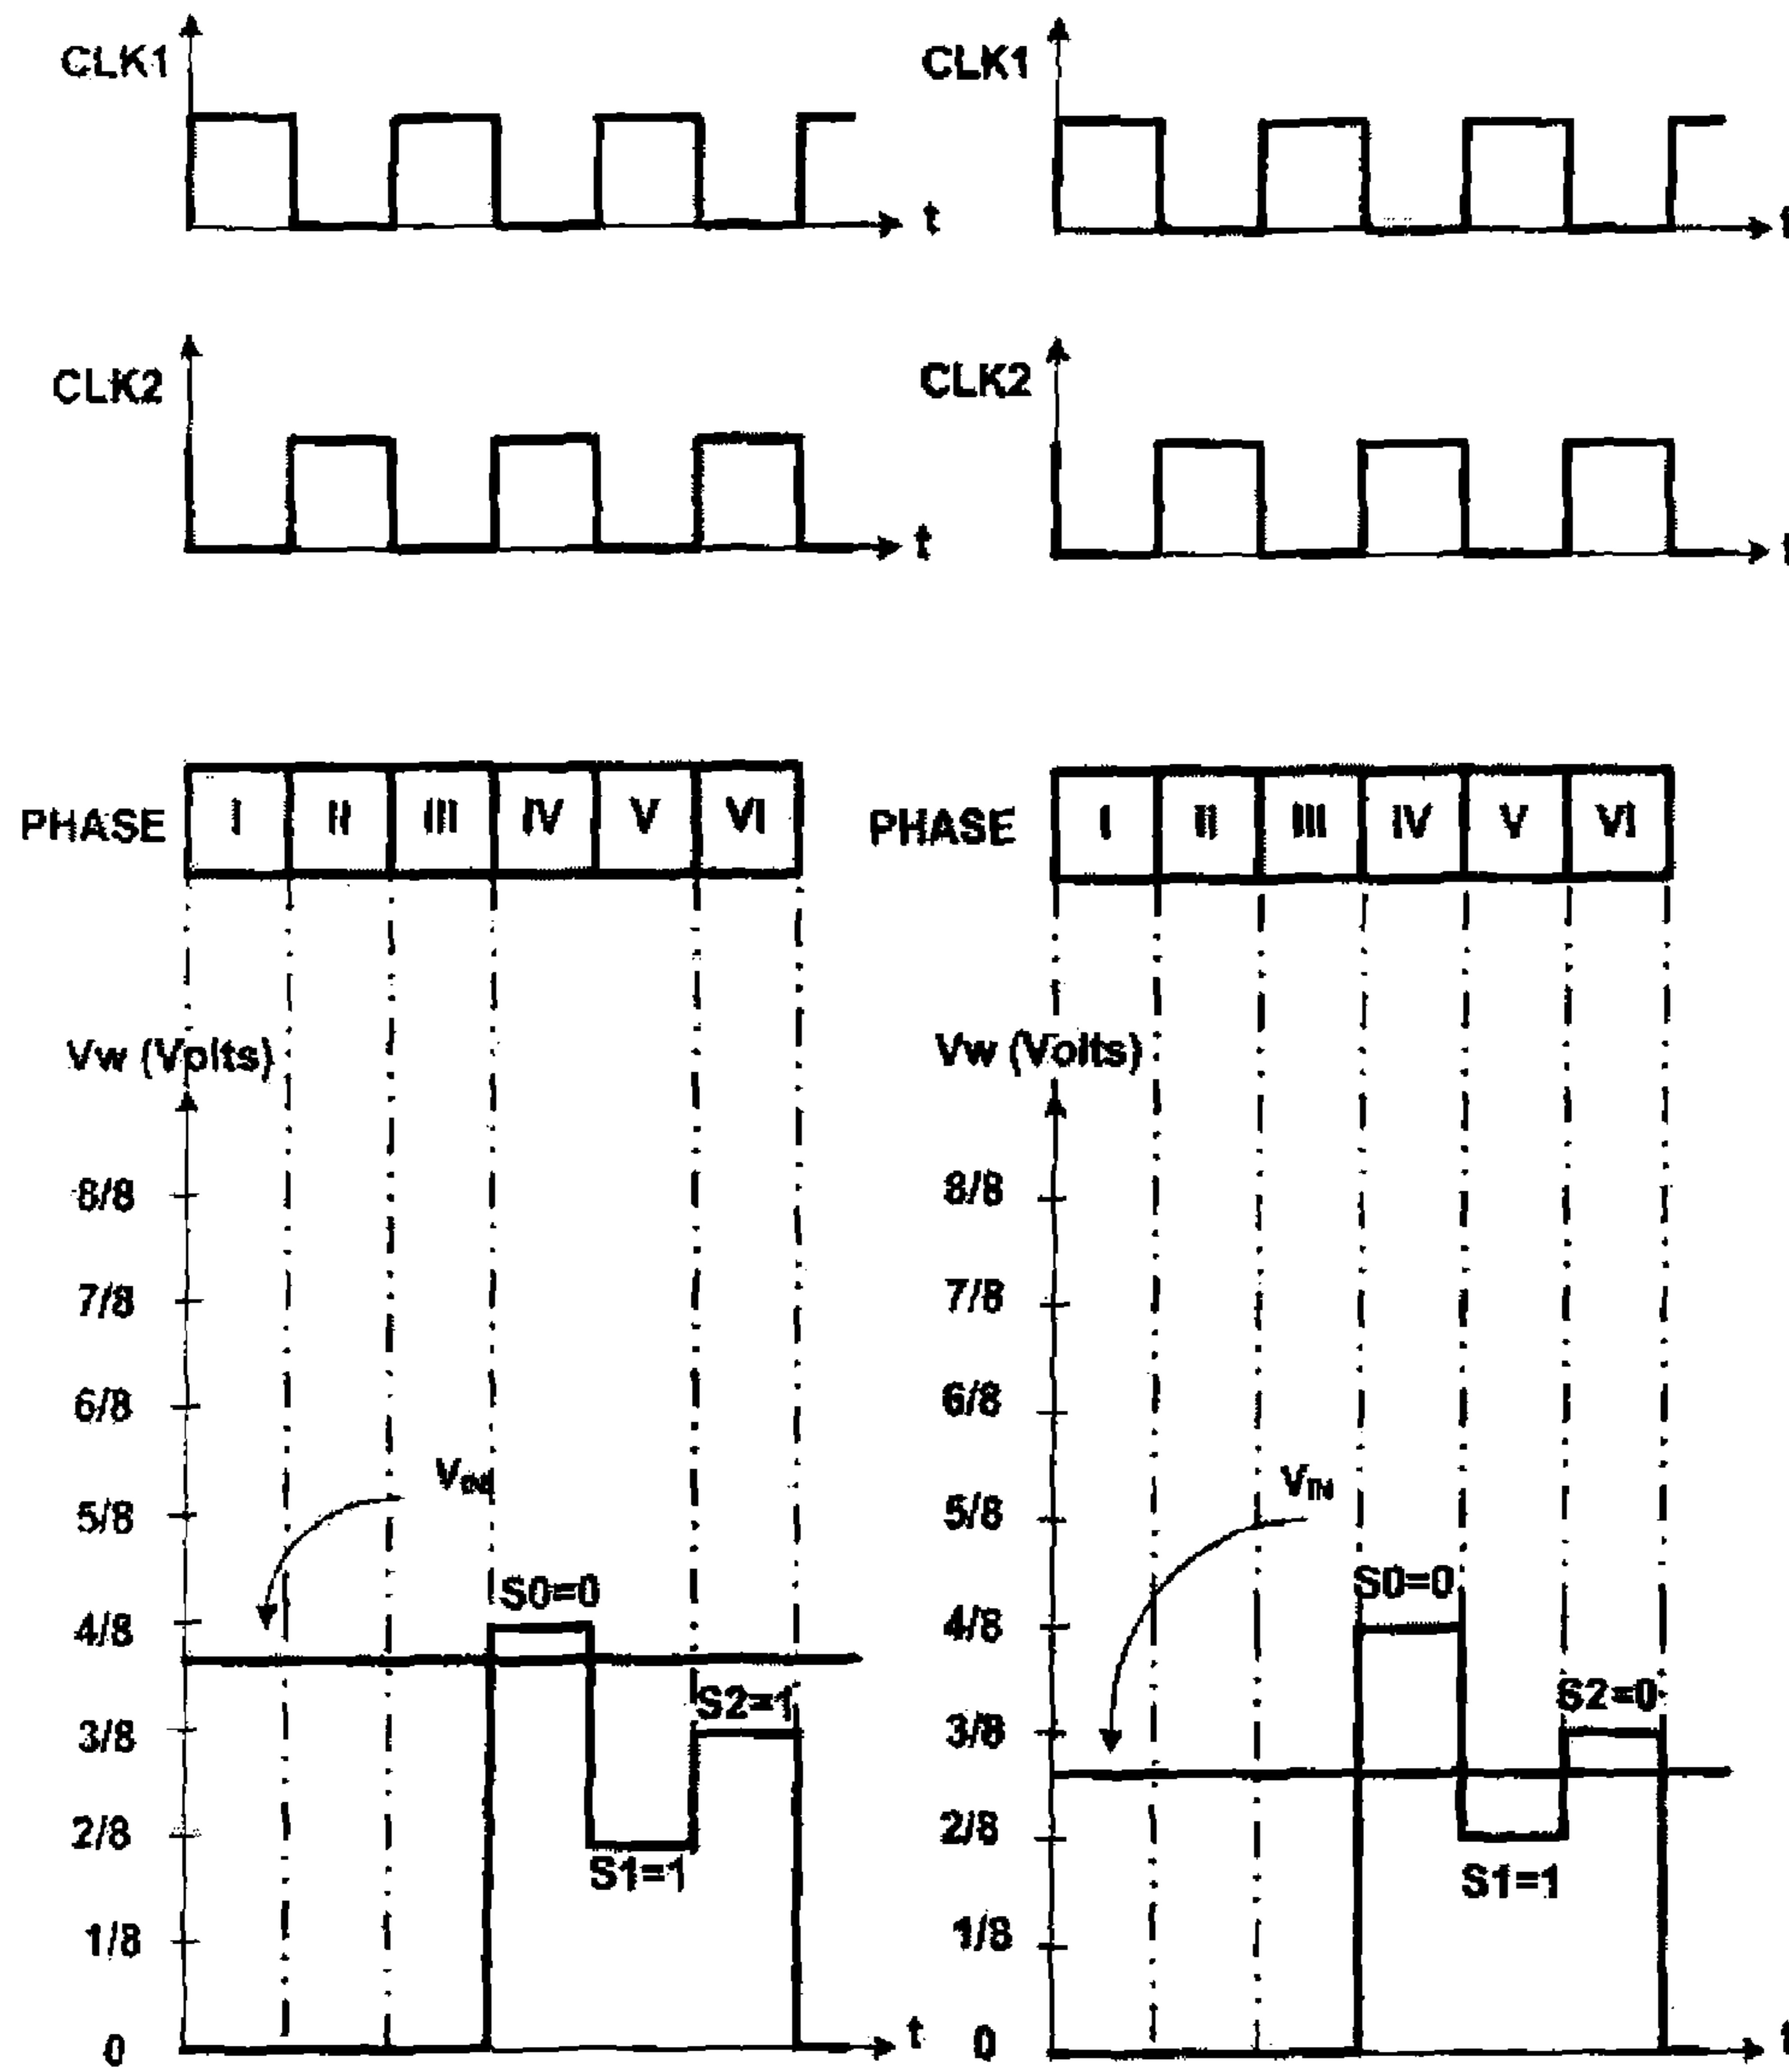 CLK1 CLK1
t t
CLK2 CLK2
t t
PHASE I II III IV V VI PHASE I II III IV V VI
Vw (Volts) Vw (Volts)
8/8 8/8
7/8 7/8
6/8 6/8
VIN VIN
5/8 5/8
S0=0 S0=0
4/8 4/8
S2=1 S2=0
3/8 3/8
2/8 2/8
S1=1 S1=1
1/8 1/8
0 t 0 t